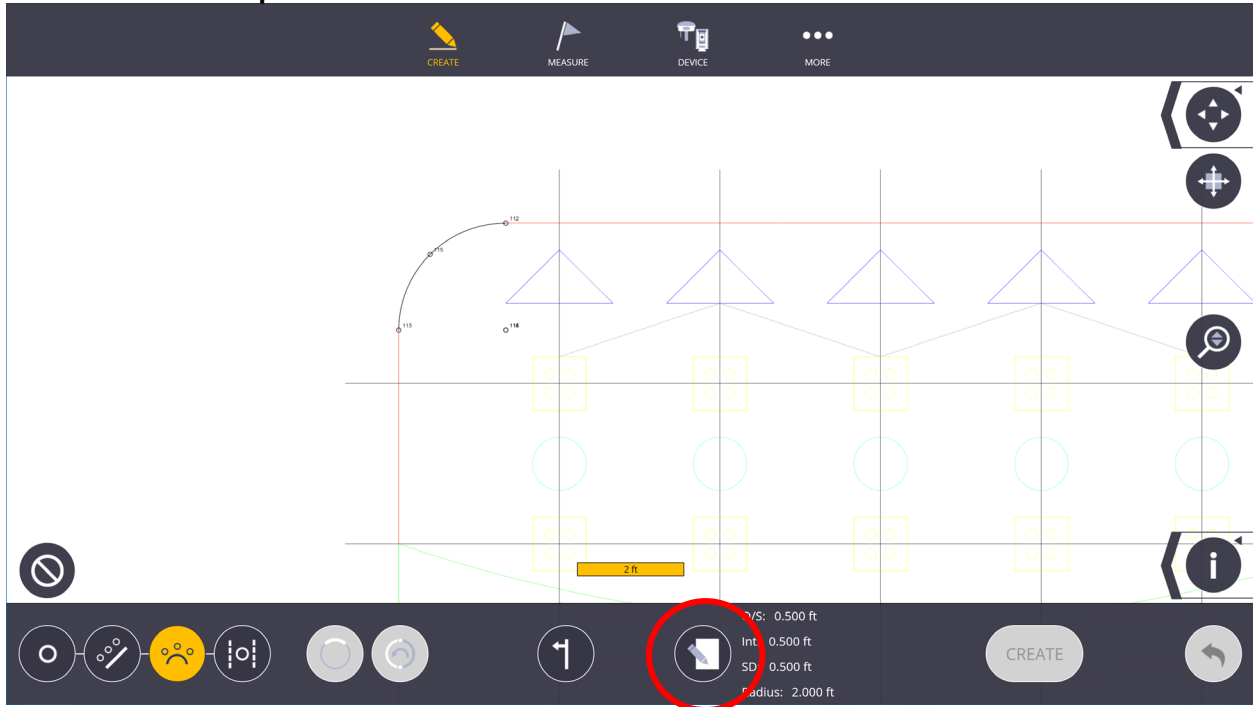 CREATE
MEASURE
DEVICE
MORE
112
115
113
2 ft
/S: 0.500 ft
Int: 0.500 ft
SD: 0.500 ft
Radius: 2.000 ft
CREATE
i